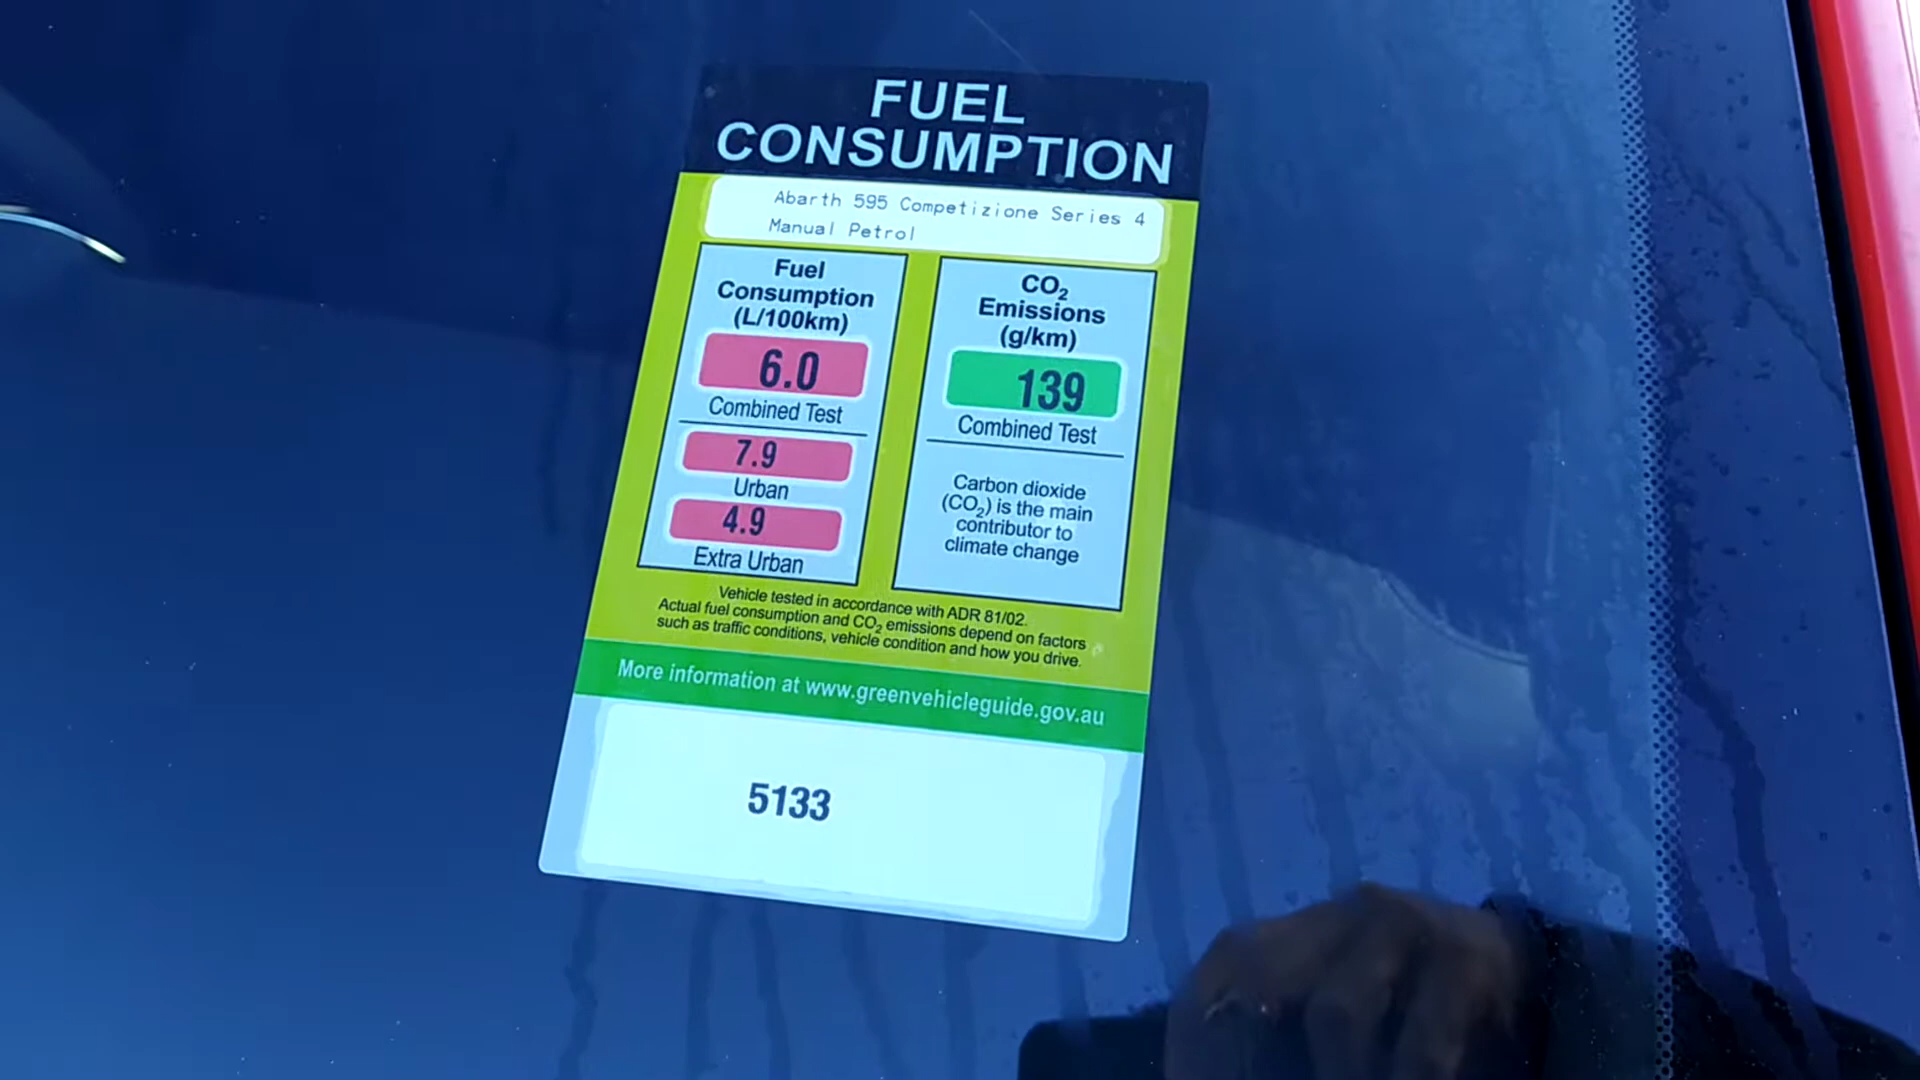 FUEL
CONSUMPTION
Abarth 595 Competizione Series 4
Manual Petrol
Fuel
Consumption
(L/100km)
6.0
Combined Test
7.9
Urban
4.9
Extra Urban
CO₂
Emissions
(g/km)
139
Combined Test
Carbon dioxide
(CO₂) is the main
contributor to
climate change
Vehicle tested in accordance with ADR 81/02.
Actual fuel consumption and CO₂ emissions depend on factors
such as traffic conditions, vehicle condition and how you drive.
More information at www.greenvehicleguide.gov.au
5133